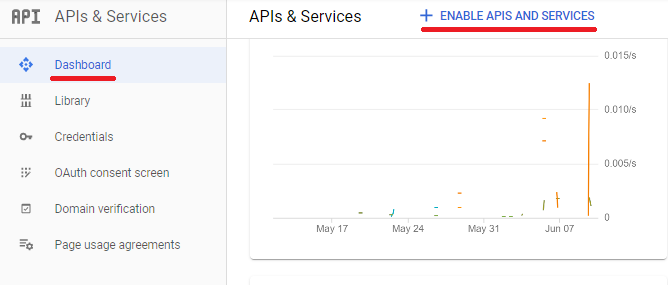 API APIs & Services
Dashboard
Library
Credentials
OAuth consent screen
Domain verification
Page usage agreements
APIs & Services
+ ENABLE APIS AND SERVICES
0.015/s
0.010/s
0.005/s
0
May 17 May 24 May 31 Jun 07